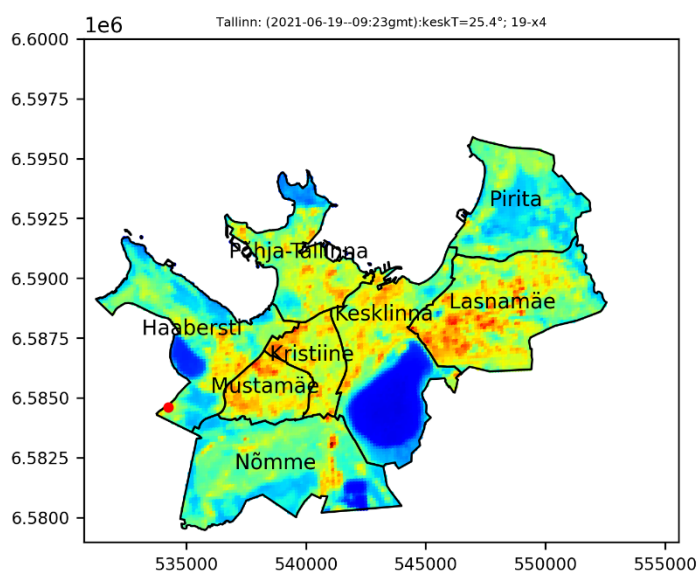 Tallinn: (2021-06-19--09:23gmt):keskT=25.4°; 19-x4
1e6
6.6000
6.5975
6.5950
6.5925
6.5900
6.5875
6.5850
6.5825
6.5800
Pirita
Põhja-Tallinna
Lasnamäe
Kesklinna
Haabersti
Kristiine
Mustamäe
Nõmme
535000 540000 545000 550000 555000